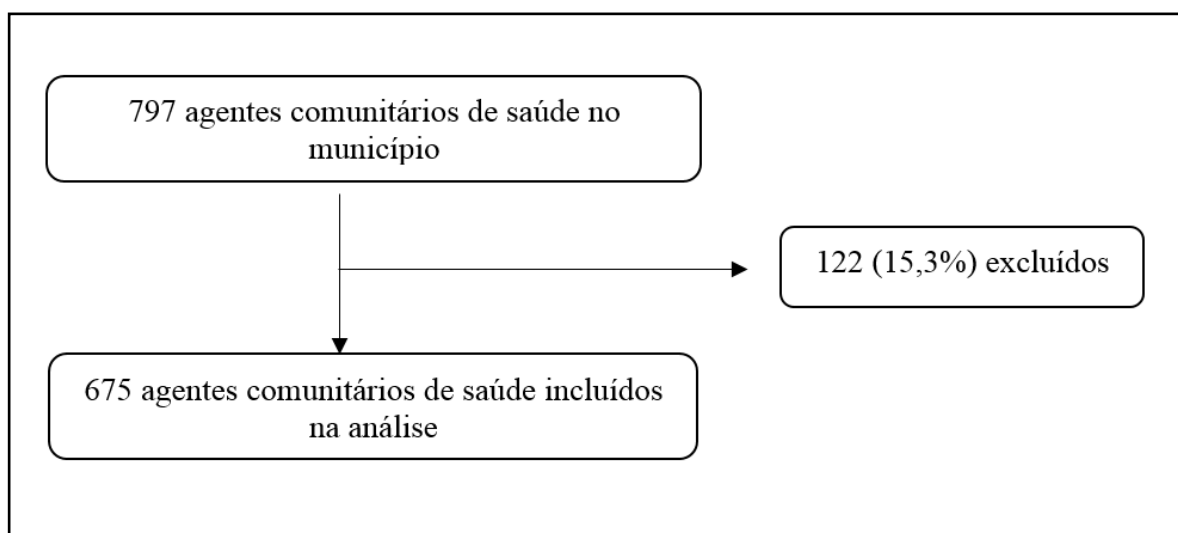 797 agentes comunitários de saúde no
município
122 (15,3%) excluídos
675 agentes comunitários de saúde incluídos
na análise